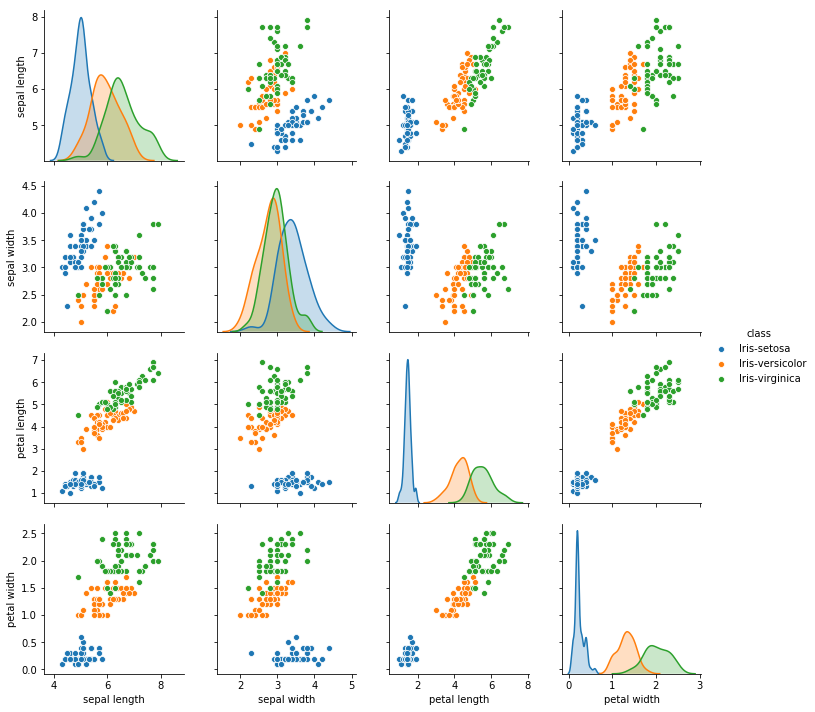 sepal length
8
7
6
5
sepal width
4.5
4.0
3.5
3.0
2.5
2.0
class
Iris-setosa
Iris-versicolor
Iris-virginica
petal length
7
6
5
4
3
2
1
petal width
2.5
2.0
1.5
1.0
0.5
0.0
4 6 8
2 3 4 5
0 2 4 6 8
0 1 2 3
sepal length
sepal width
petal length
petal width